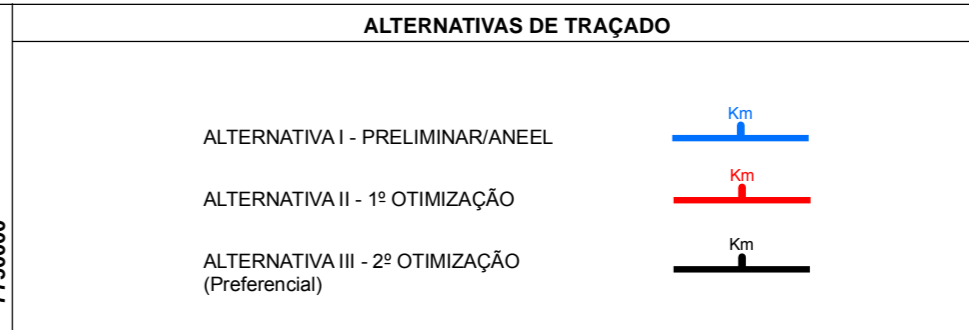 ALTERNATIVAS DE TRAÇADO
ALTERNATIVA I - PRELIMINAR/ANEEL
Km
ALTERNATIVA II - 1º OTIMIZAÇÃO
Km
ALTERNATIVA III - 2º OTIMIZAÇÃO
(Preferencial)
Km